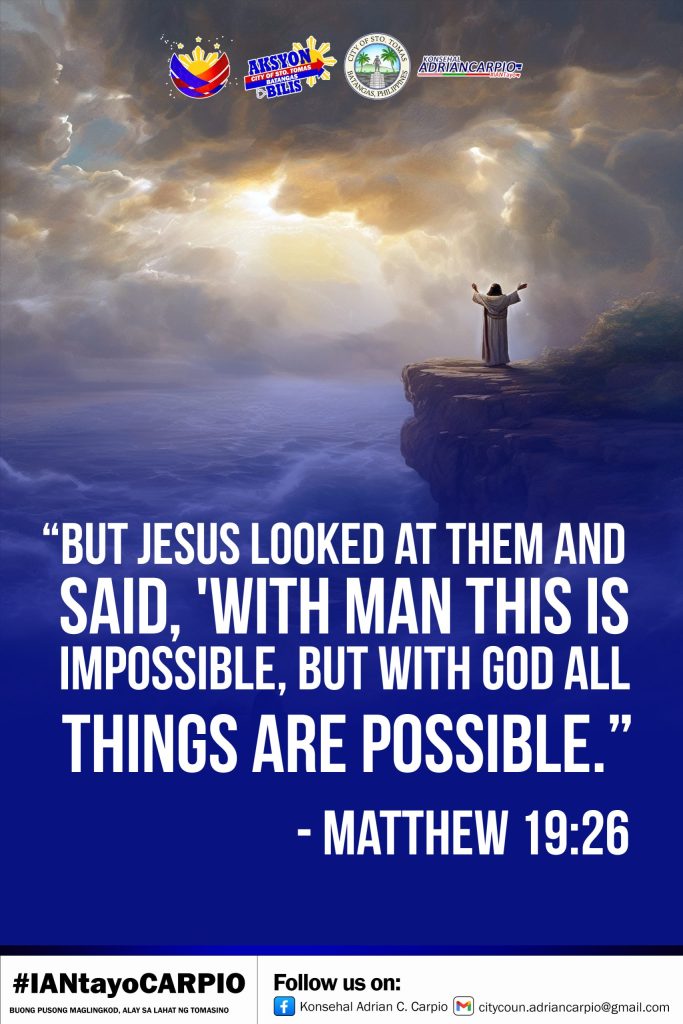 AKSYON
CITY OF STO. TOMAS
BATANGAS
BILIS
CITY OF STO. TOMAS
BATANGAS, PHILIPPINES
KONSEHAL
ADRIANCARPIO
#IANtayo
“BUT JESUS LOOKED AT THEM AND
SAID, 'WITH MAN THIS IS
IMPOSSIBLE, BUT WITH GOD ALL
THINGS ARE POSSIBLE.”
- MATTHEW 19:26
#IANtayoCARPIO
BUONG PUSONG MAGLINGKOD, ALAY SA LAHAT NG TOMASINO
Follow us on:
Konsehal Adrian C. Carpio
citycoun.adriancarpio@gmail.com